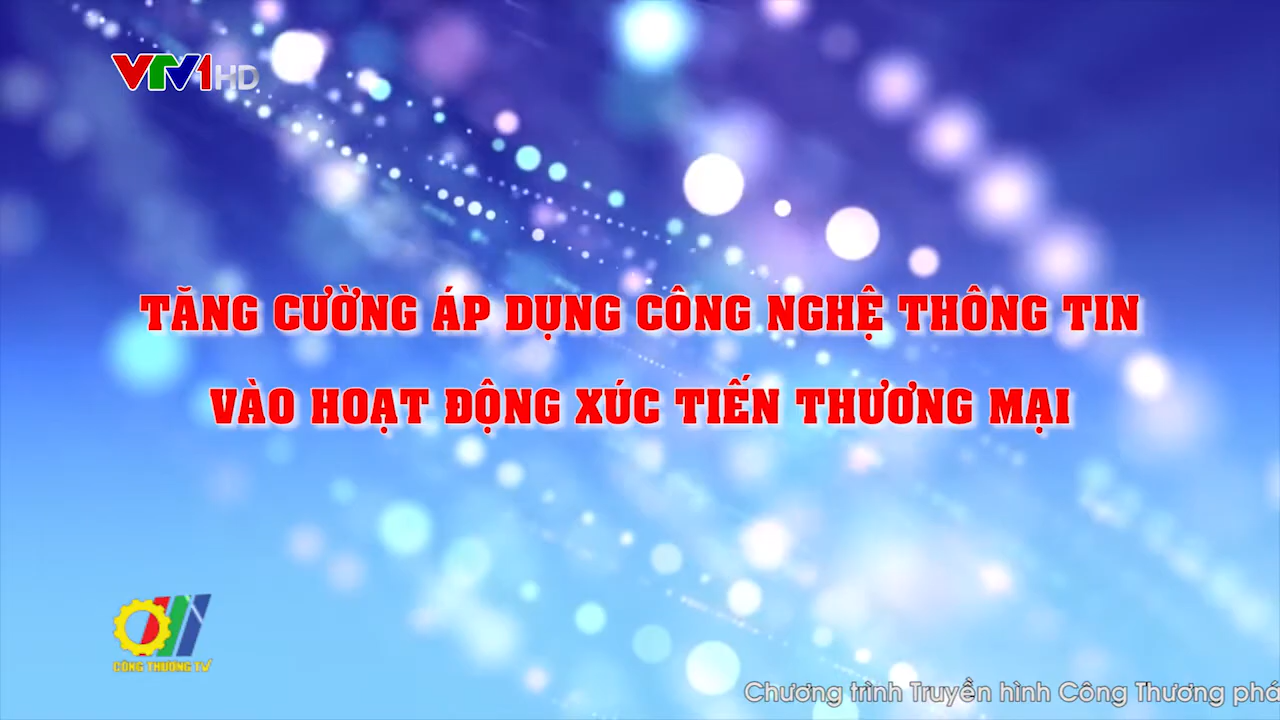 VTV1 HD
TĂNG CƯỜNG ÁP DỤNG CÔNG NGHỆ THÔNG TIN
VÀO HOẠT ĐỘNG XÚC TIẾN THƯƠNG MẠI
CÔNG THƯƠNG TV
Chương trình Truyền hình Công Thương phá